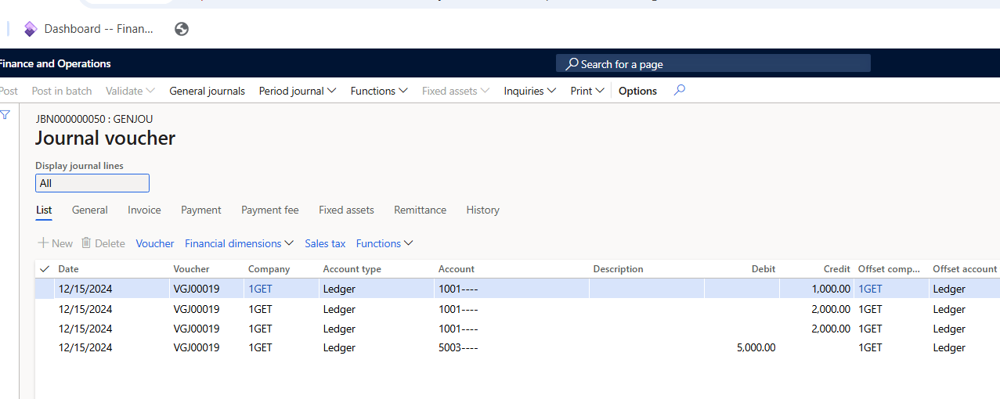 Dashboard -- Finan...
Finance and Operations
Search for a page
Post Post in batch Validate General journals Period journal Functions Fixed assets Inquiries Print Options
JBN000000050 : GENJOU
Journal voucher
Display journal lines
All
List General Invoice Payment Payment fee Fixed assets Remittance History
New Delete Voucher Financial dimensions Sales tax Functions
Date Voucher Company Account type Account Description Debit Credit Offset comp... Offset account
12/15/2024 VGJ00019 1GET Ledger 1001---- 1,000.00 1GET Ledger
12/15/2024 VGJ00019 1GET Ledger 1001---- 2,000.00 1GET Ledger
12/15/2024 VGJ00019 1GET Ledger 1001---- 2,000.00 1GET Ledger
12/15/2024 VGJ00019 1GET Ledger 5003---- 5,000.00 1GET Ledger